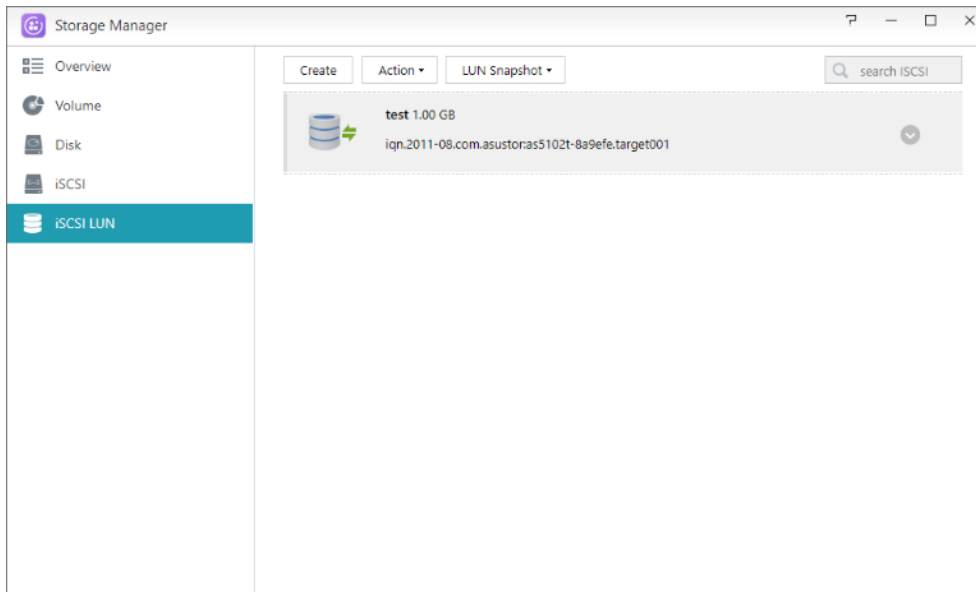 Storage Manager
Overview
Volume
Disk
iSCSI
iSCSI LUN
Create
Action
LUN Snapshot
search ISCSI
test 1.00 GB
iqn.2011-08.com.asustor:as5102t-8a9efe.target001